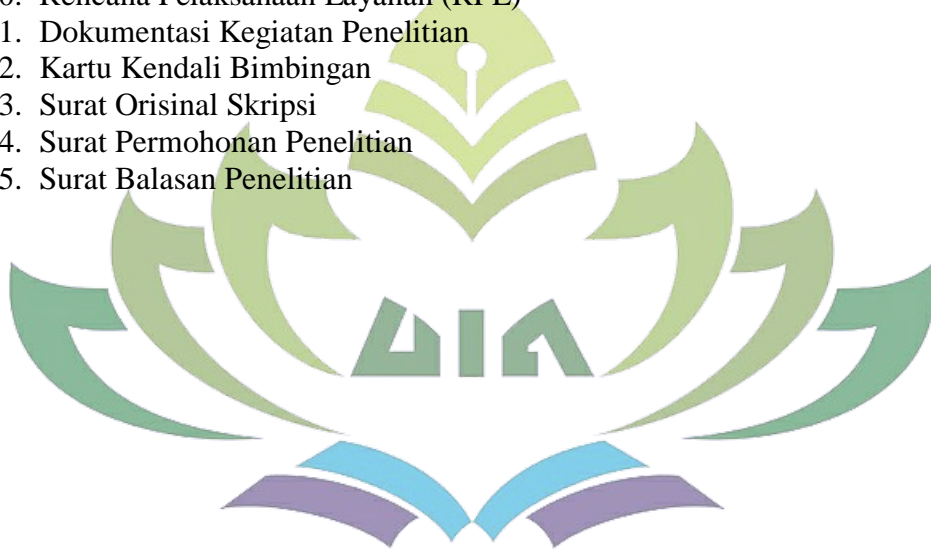 0. Rencana Pelaksanaan Layanan (RPL)
1. Dokumentasi Kegiatan Penelitian
2. Kartu Kendali Bimbingan
3. Surat Orisinal Skripsi
4. Surat Permohonan Penelitian
5. Surat Balasan Penelitian
UIN